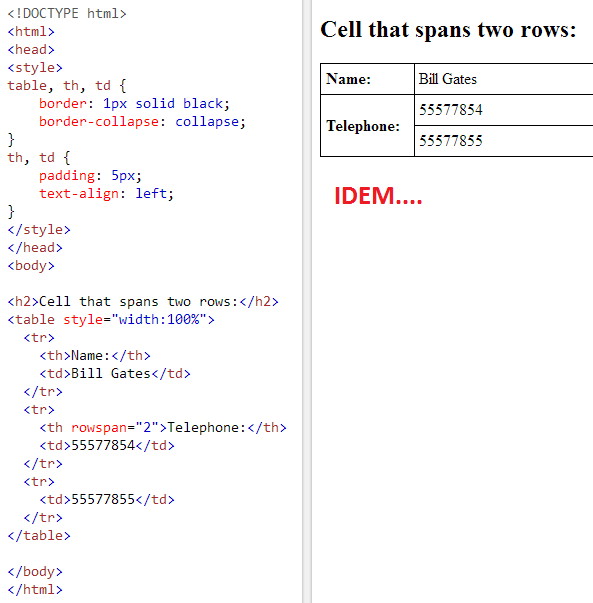 <!DOCTYPE html>
<html>
<head>
<style>
table, th, td {
    border: 1px solid black;
    border-collapse: collapse;
}
th, td {
    padding: 5px;
    text-align: left;
}
</style>
</head>
<body>

<h2>Cell that spans two rows:</h2>
<table style="width:100%">
  <tr>
    <th>Name:</th>
    <td>Bill Gates</td>
  </tr>
  <tr>
    <th rowspan="2">Telephone:</th>
    <td>55577854</td>
  </tr>
  <tr>
    <td>55577855</td>
  </tr>
</table>

</body>
</html>
Cell that spans two rows:
Name: Bill Gates
Telephone: 55577854
55577855
IDEM....